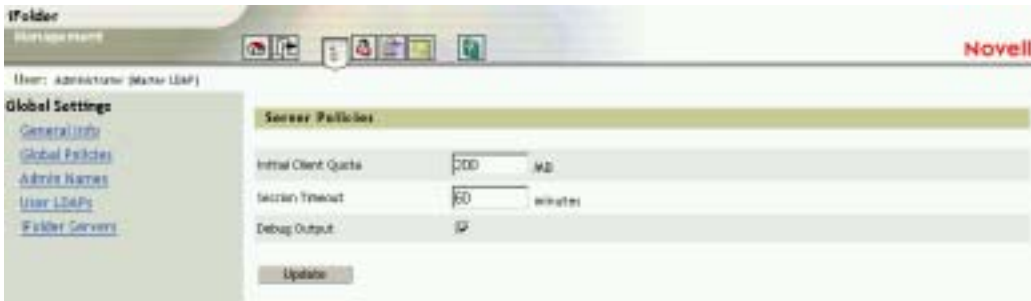 iFolder
Management
Novell
User: Administrator (Master LDAP)
Global Settings
General Info
Global Policies
Admin Names
User LDAPs
iFolder Servers
Server Policies
Initial Client Quota 200 MB
Session Timeout 60 minutes
Debug Output
Update